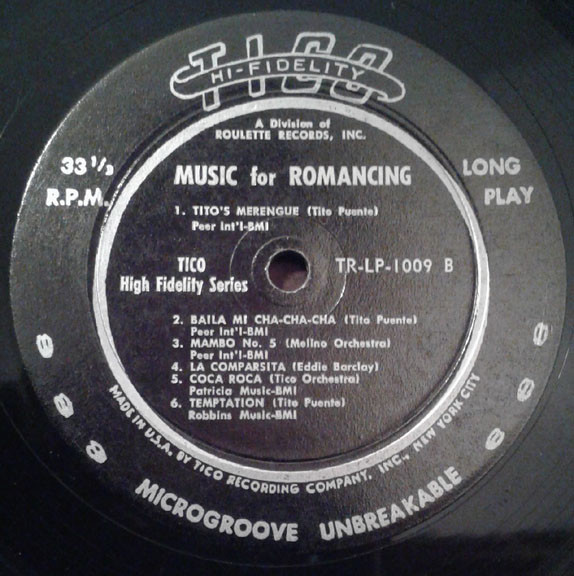 TICO
HI-FIDELITY
A Division of
ROULETTE RECORDS, INC.
33 1/3
R.P.M.
LONG
PLAY
MUSIC for ROMANCING
1. TITO'S MERENGUE (Tito Puente)
Peer Int'l-BMI
TICO
High Fidelity Series
TR-LP-1009 B
2. BAILA MI CHA-CHA-CHA (Tito Puente)
Peer Int'l-BMI
3. MAMBO No. 5 (Melino Orchestra)
Peer Int'l-BMI
4. LA COMPARSITA (Eddie Barclay)
5. COCA ROCA (Tico Orchestra)
Patricia Music-BMI
6. TEMPTATION (Tito Puente)
Robbins Music-BMI
MADE IN U.S.A. BY TICO RECORDING COMPANY, INC., NEW YORK CITY
MICROGROOVE UNBREAKABLE